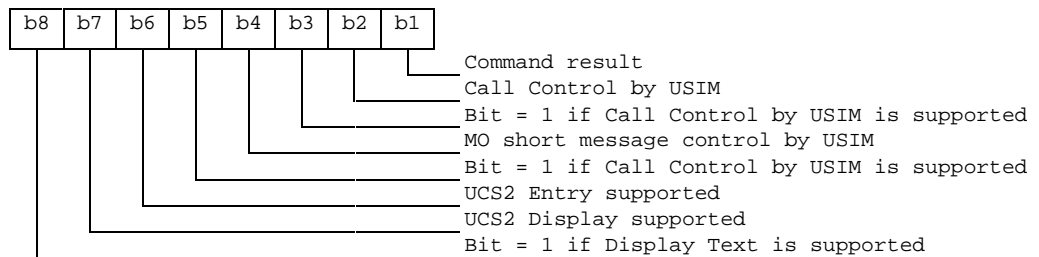 b8 b7 b6 b5 b4 b3 b2 b1
Command result
Call Control by USIM
Bit = 1 if Call Control by USIM is supported
MO short message control by USIM
Bit = 1 if Call Control by USIM is supported
UCS2 Entry supported
UCS2 Display supported
Bit = 1 if Display Text is supported